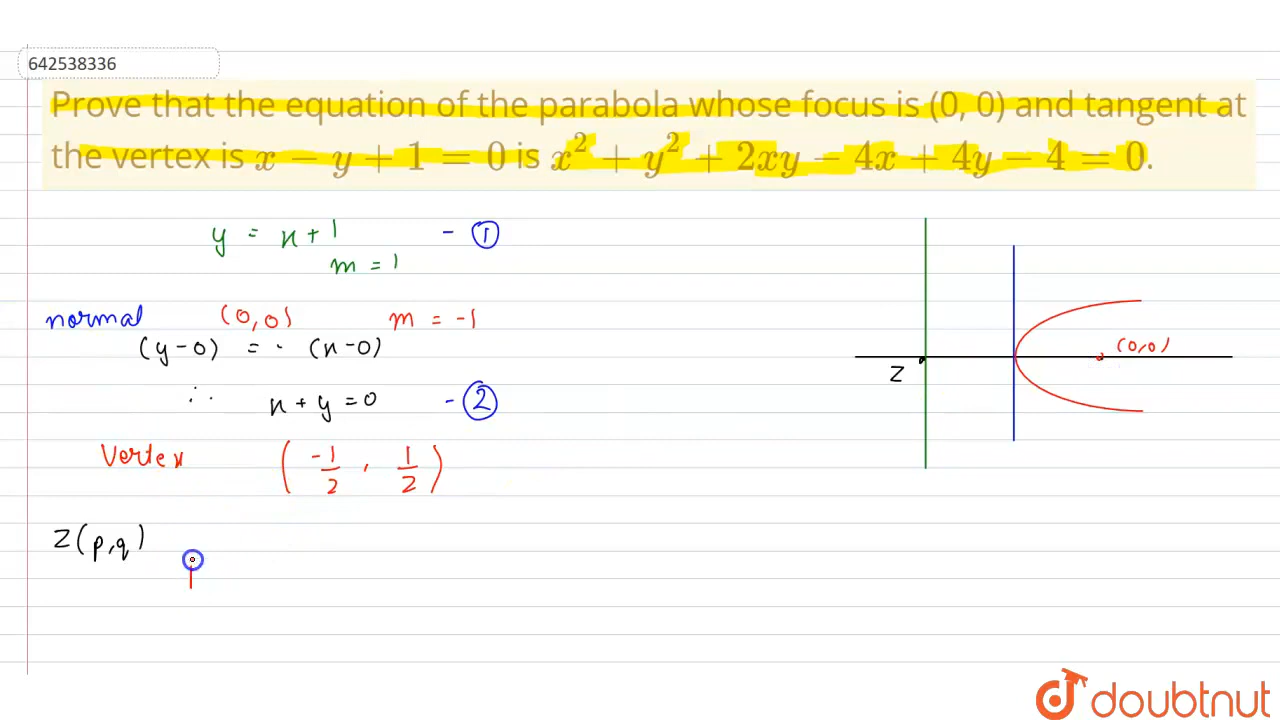 642538336
Prove that the equation of the parabola whose focus is (0, 0) and tangent at
the vertex is x − y + 1 = 0 is x² + y² + 2xy − 4x + 4y − 4 = 0.
y = x + 1 - ①
m = 1
normal (0,0) m = -1
(y-0) = - (x-0)
∴ x + y = 0 - ②
Vertex (-1/2, 1/2)
Z(p,q)
(0,0)
Z
doubtnut